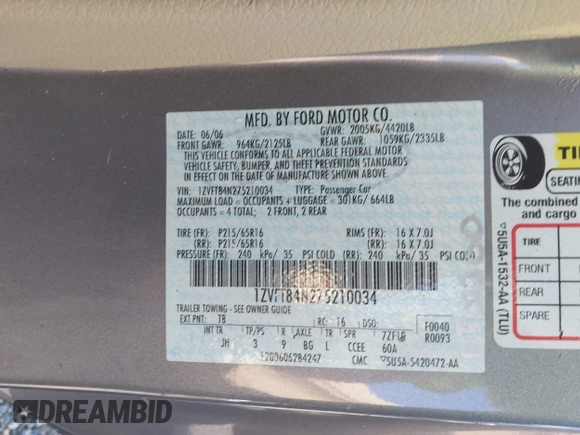 MFD. BY FORD MOTOR CO.
DATE: 06/06 GVWR: 2005KG/4420LB
FRONT GAWR: 964KG/2125LB REAR GAWR: 1059KG/2335LB
THIS VEHICLE CONFORMS TO ALL APPLICABLE FEDERAL MOTOR
VEHICLE SAFETY, BUMPER, AND THEFT PREVENTION STANDARDS
IN EFFECT ON THE DATE OF MANUFACTURE SHOWN ABOVE.
VIN: 1ZVFT84N275210034 TYPE: Passenger Car
MAXIMUM LOAD = OCCUPANTS + LUGGAGE = 301KG/ 664LB
OCCUPANTS = 4 TOTAL; 2 FRONT, 2 REAR
TIRE (FR): P215/65R16 RIMS (FR): 16 X 7.0J
(RR): P215/65R16 (RR): 16 X 7.0J
PRESSURE (FR): 240 kPa/ 35 PSI COLD (RR): 240 kPa/ 35 PSI COLD
1ZVFT84N275210034
TRAILER TOWING - SEE OWNER GUIDE
EXT PNT: T8 RC: 16 DSO: F0040
INT TR TP/PS R AXLE TR SPR 7ZFLB R0093
JH 3 9 BG L CCEE 60A
CMC 5U5A-5420472-AA
TI
SEATING
The combined
and cargo
TIRE
FRONT
REAR
SPARE
5U5A-1532-AA (TLU)
DREAMBID